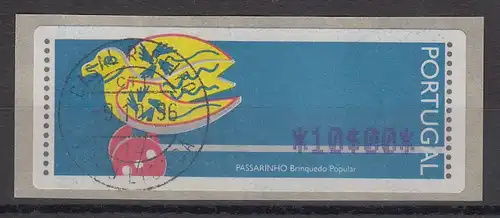 PORTUGAL
*10$00*
PASSARINHO Brinquedo Popular